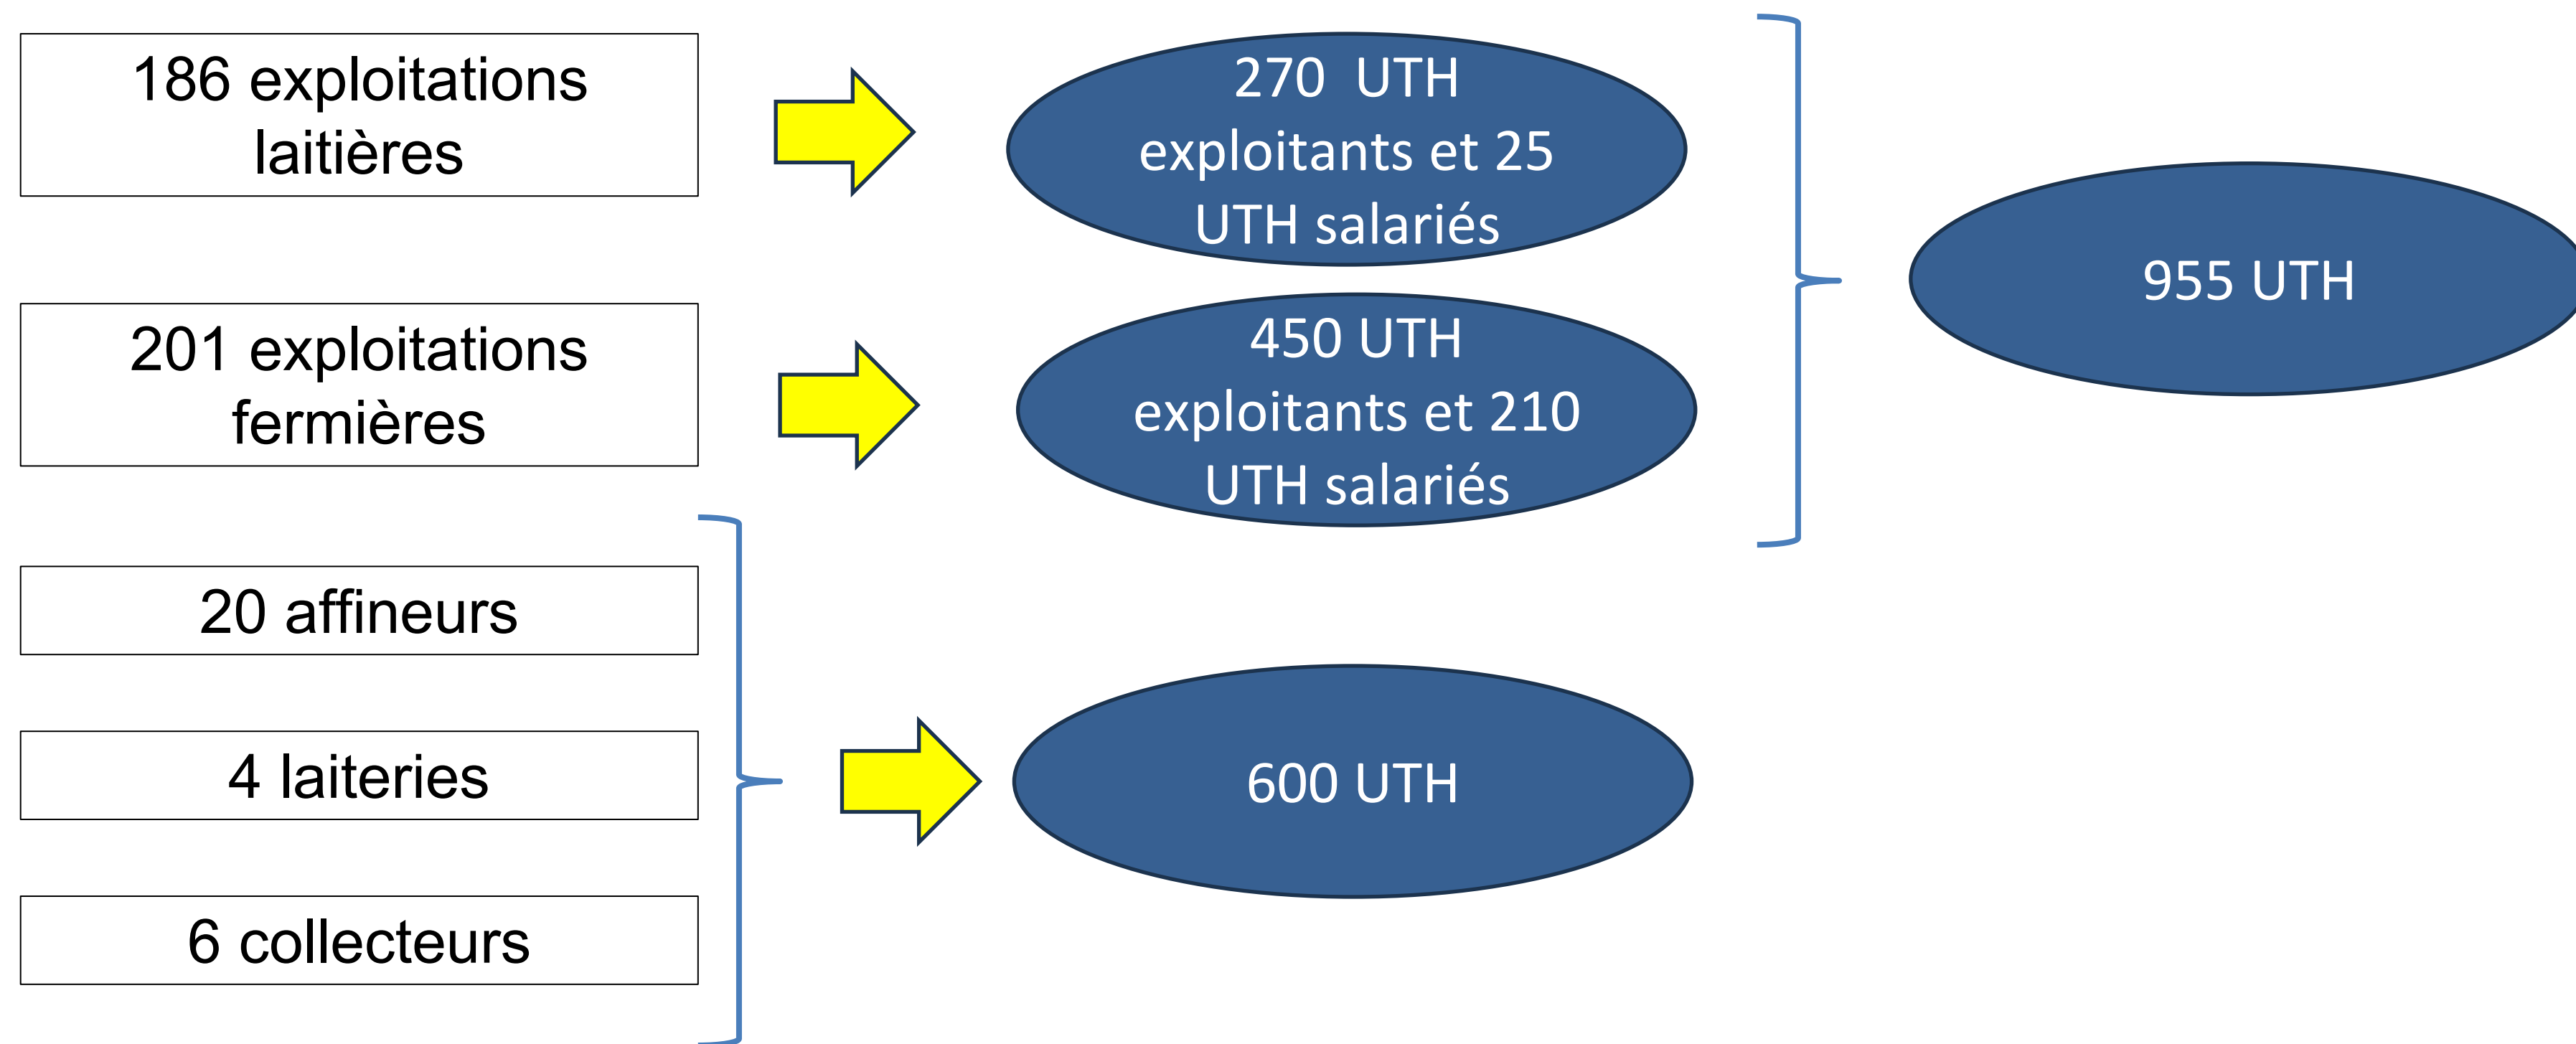 186 exploitations
laitières
270  UTH
exploitants et 25
UTH salariés
955 UTH
201 exploitations
fermières
450 UTH
exploitants et 210
UTH salariés
20 affineurs
4 laiteries
600 UTH
6 collecteurs